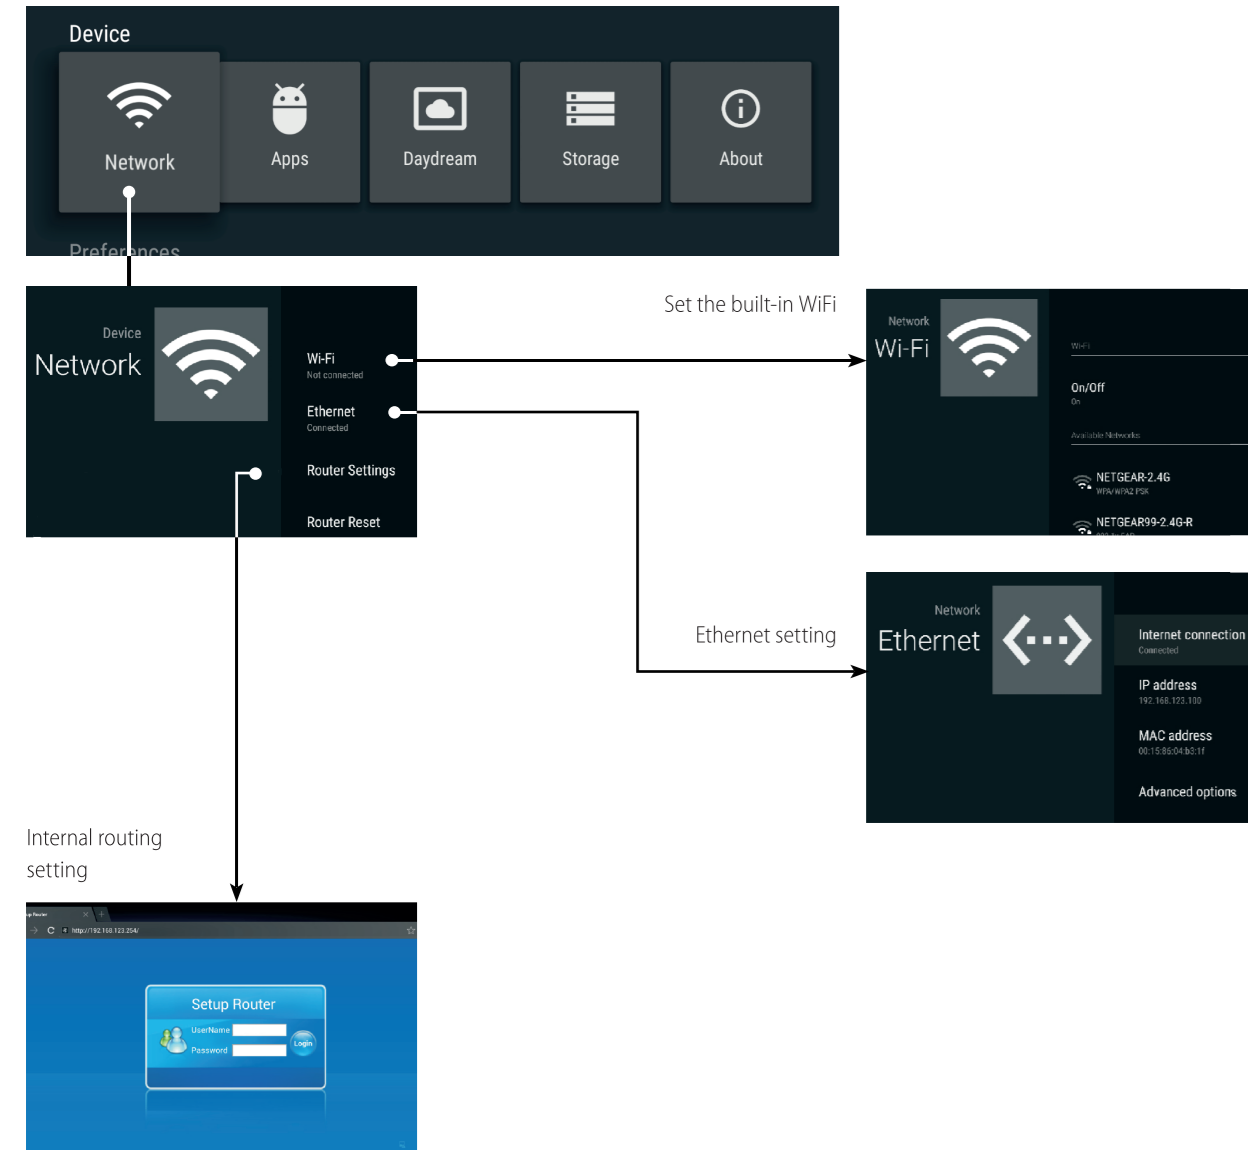 Device
Network
Apps
Daydream
Storage
About
Preferences
Device
Network
Wi-Fi
Not connected
Ethernet
Connected
Router Settings
Router Reset
Set the built-in WiFi
Network
Wi-Fi
Wi-Fi
On/Off
On
Available Networks
NETGEAR-2.4G
WPA/WPA2 PSK
NETGEAR99-2.4G-R
Ethernet setting
Network
Ethernet
Internet connection
Connected
IP address
192.168.123.100
MAC address
00:15:86:04:b3:1f
Advanced options
Internal routing
setting
up Router
http://192.168.123.254/
Setup Router
UserName
Password
Login